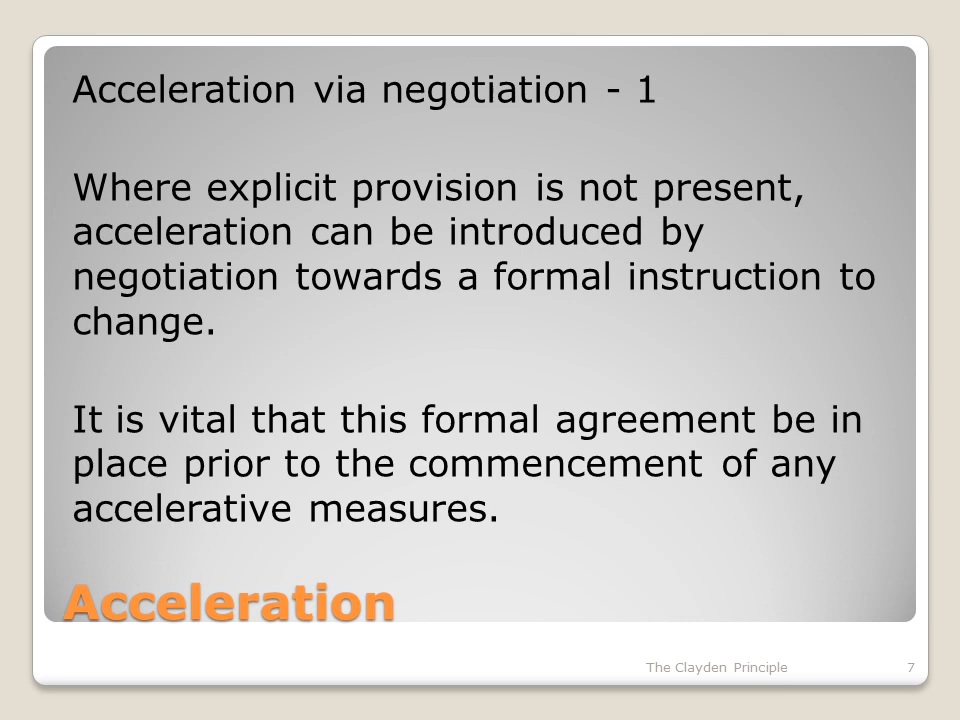 Acceleration via negotiation - 1
Where explicit provision is not present,
acceleration can be introduced by
negotiation towards a formal instruction to
change.
It is vital that this formal agreement be in
place prior to the commencement of any
accelerative measures.
Acceleration
The Clayden Principle 7